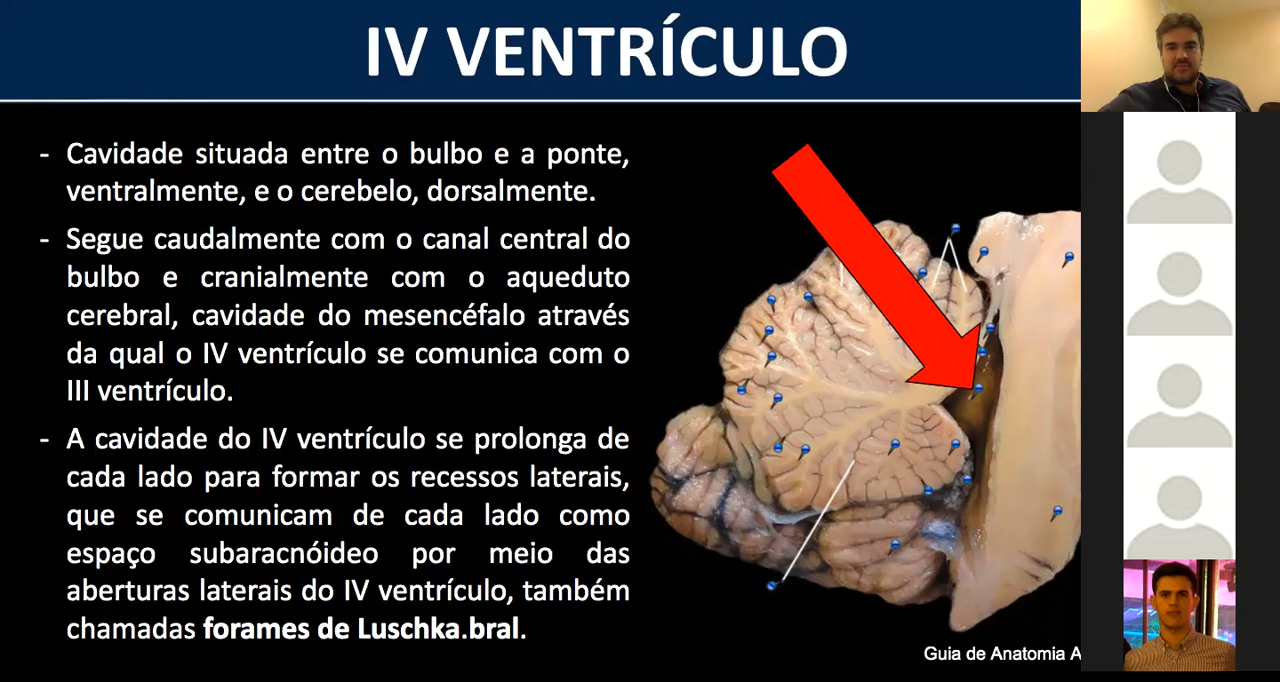 IV VENTRÍCULO
- Cavidade situada entre o bulbo e a ponte,
ventralmente, e o cerebelo, dorsalmente.
- Segue caudalmente com o canal central do
bulbo e cranialmente com o aqueduto
cerebral, cavidade do mesencéfalo através
da qual o IV ventrículo se comunica com o
III ventrículo.
- A cavidade do IV ventrículo se prolonga de
cada lado para formar os recessos laterais,
que se comunicam de cada lado como
espaço subaracnóideo por meio das
aberturas laterais do IV ventrículo, também
chamadas forames de Luschka.bral.
Guia de Anatomia A